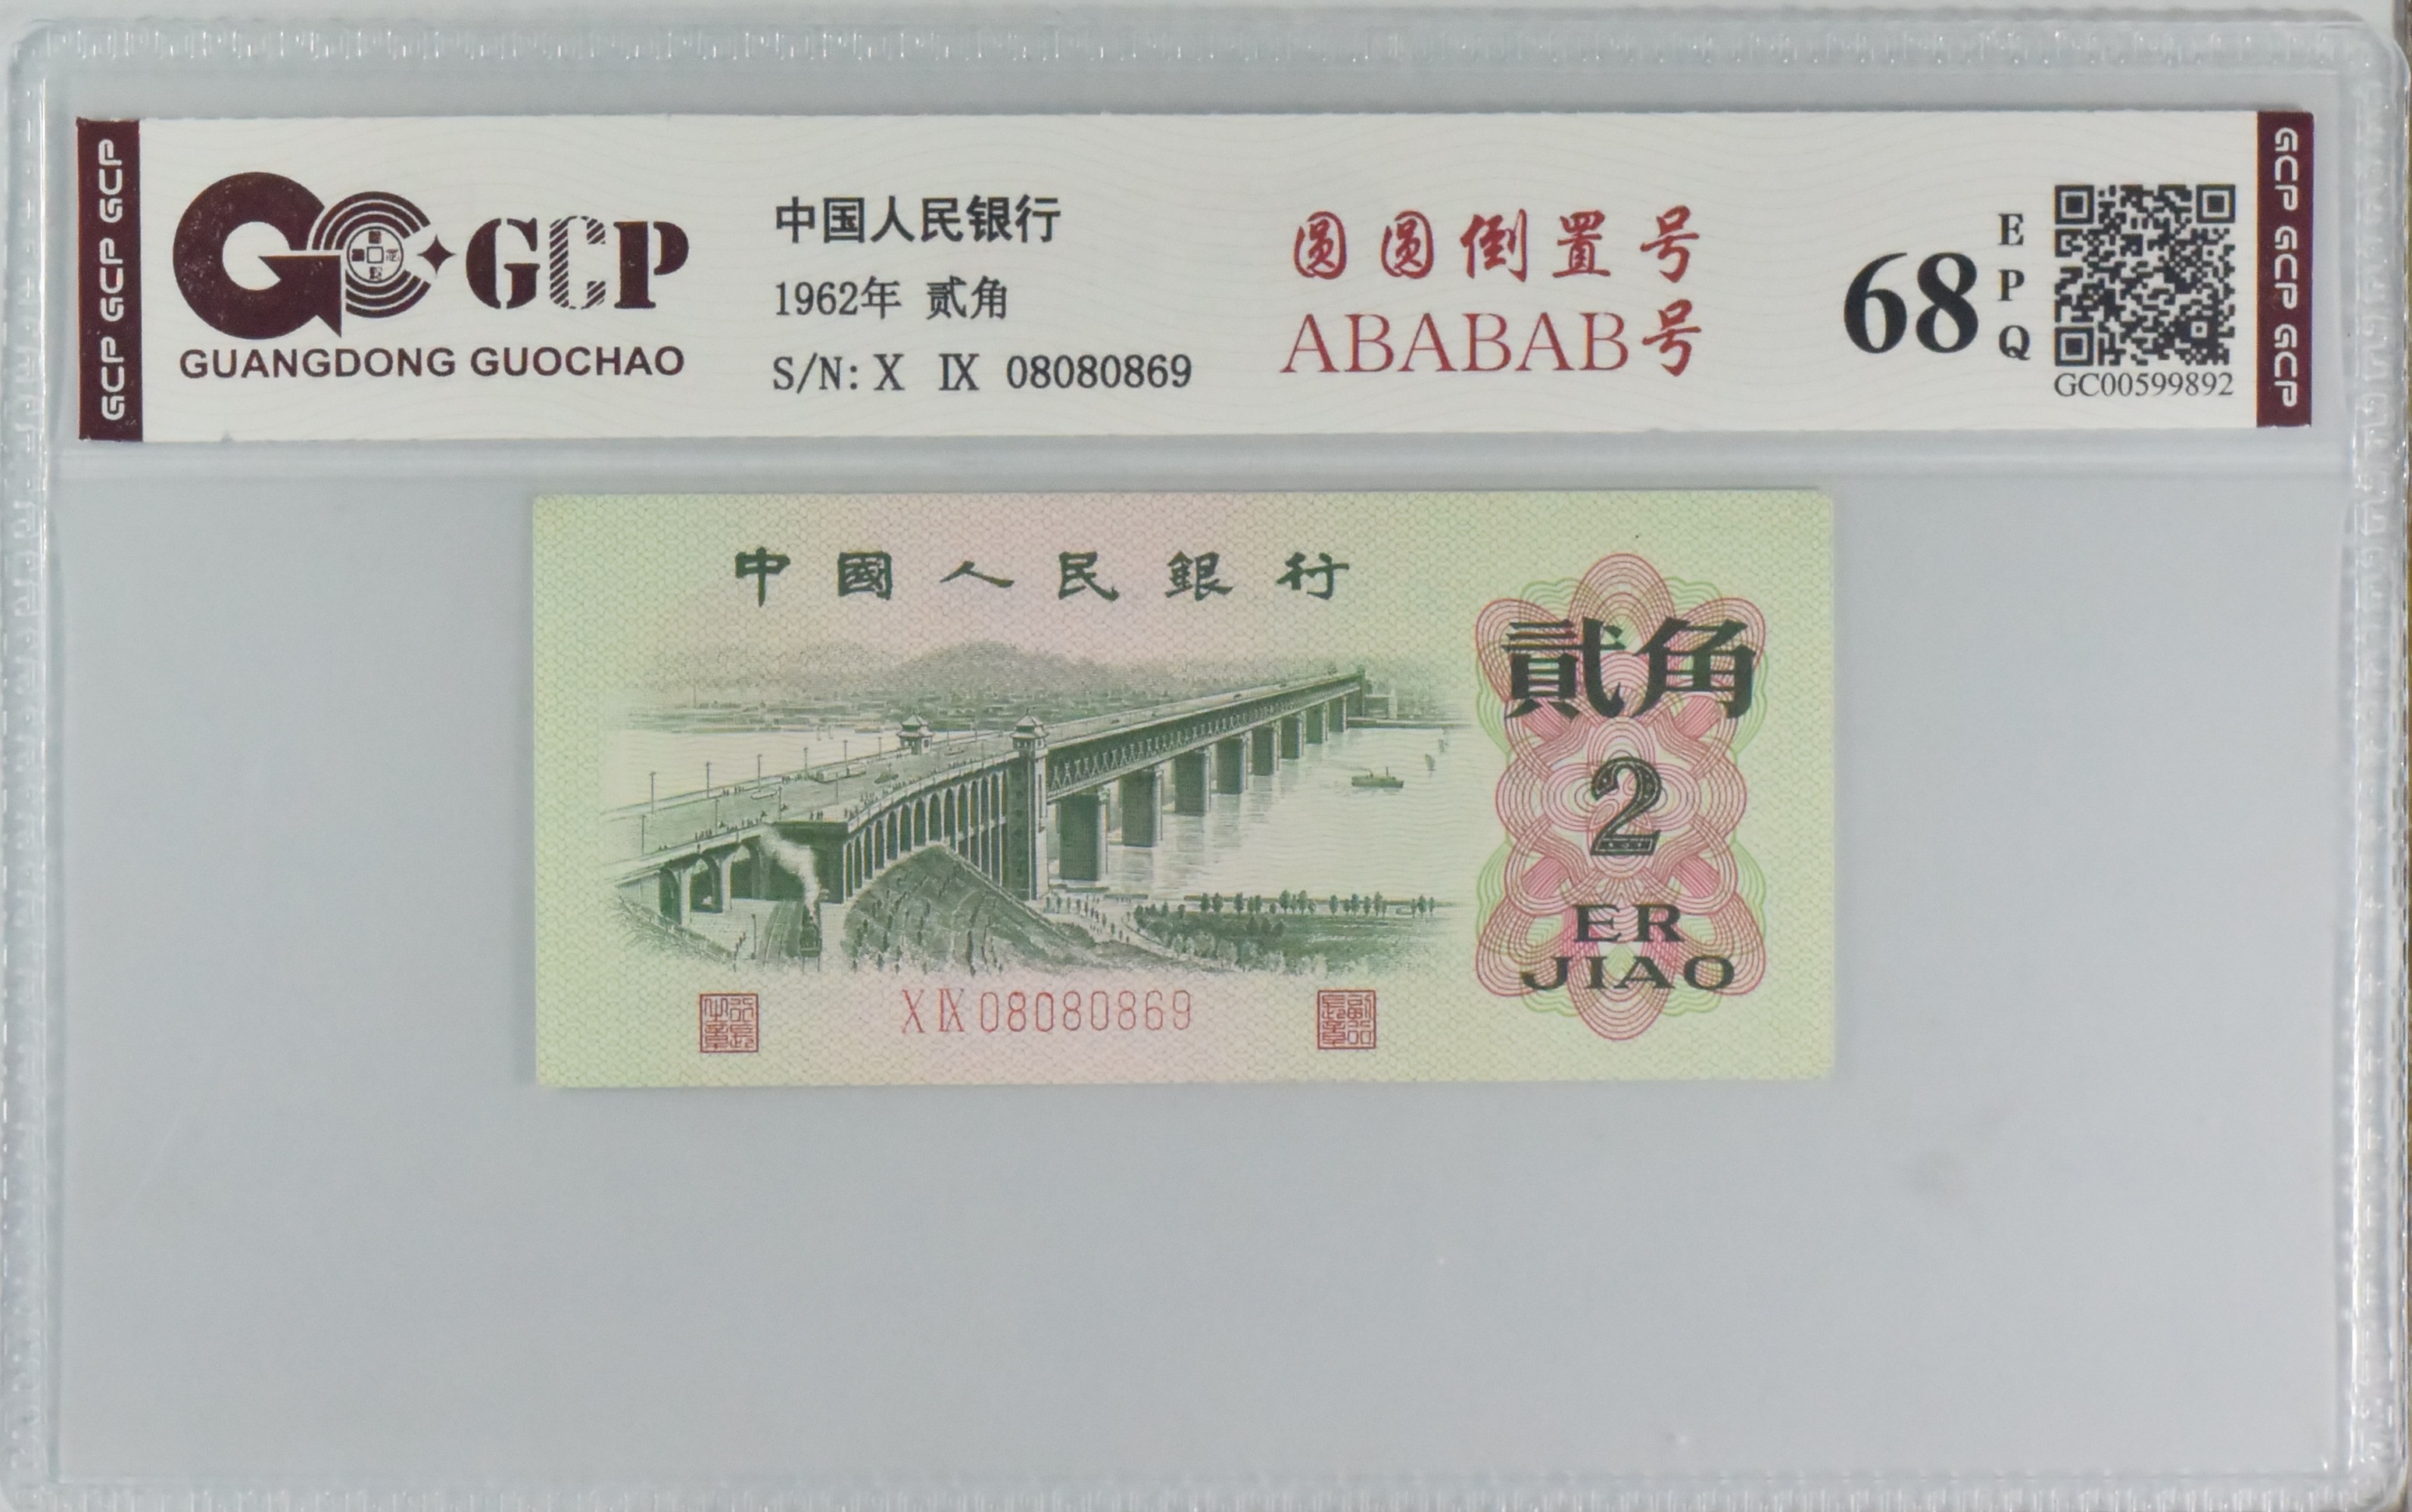 GCP GCP GCP
GCP
GUANGDONG GUOCHAO
中国人民银行
1962年 贰角
S/N: X Ⅸ 08080869
圆圆倒置号
ABABAB号
68
EPQ
GC00599892
GCP GCP GCP
中國人民銀行
貳角
2
ER
JIAO
X Ⅸ 08080869